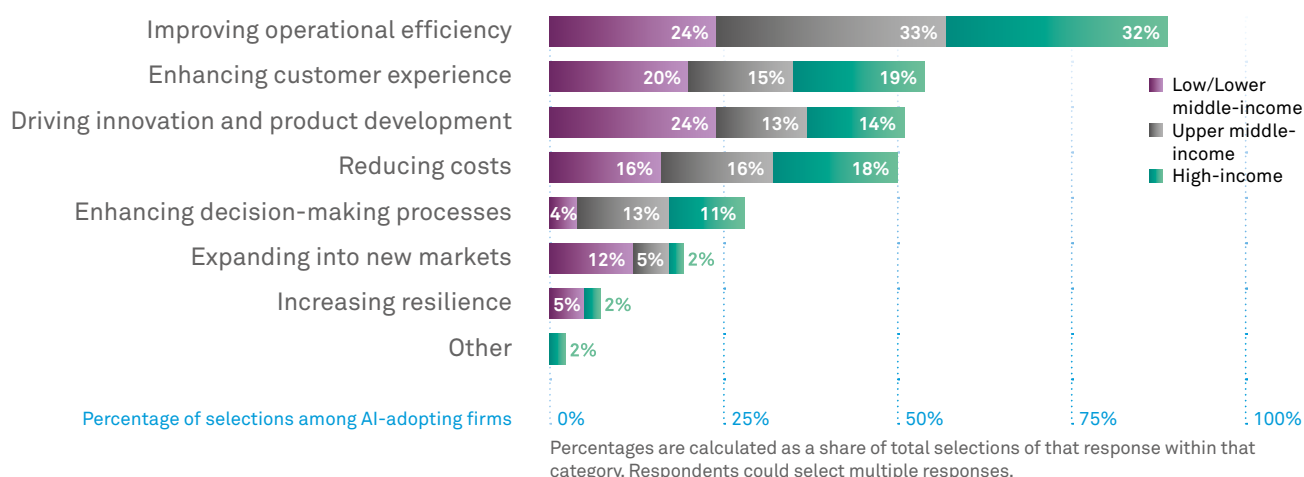 Improving operational efficiency 24% 33% 32%
Enhancing customer experience 20% 15% 19%
Driving innovation and product development 24% 13% 14%
Reducing costs 16% 16% 18%
Enhancing decision-making processes 4% 13% 11%
Expanding into new markets 12% 5% 2%
Increasing resilience 5% 2%
Other 2%
Low/Lower
middle-income
Upper middle-
income
High-income
Percentage of selections among AI-adopting firms 0% 25% 50% 75% 100%
Percentages are calculated as a share of total selections of that response within that
category. Respondents could select multiple responses.